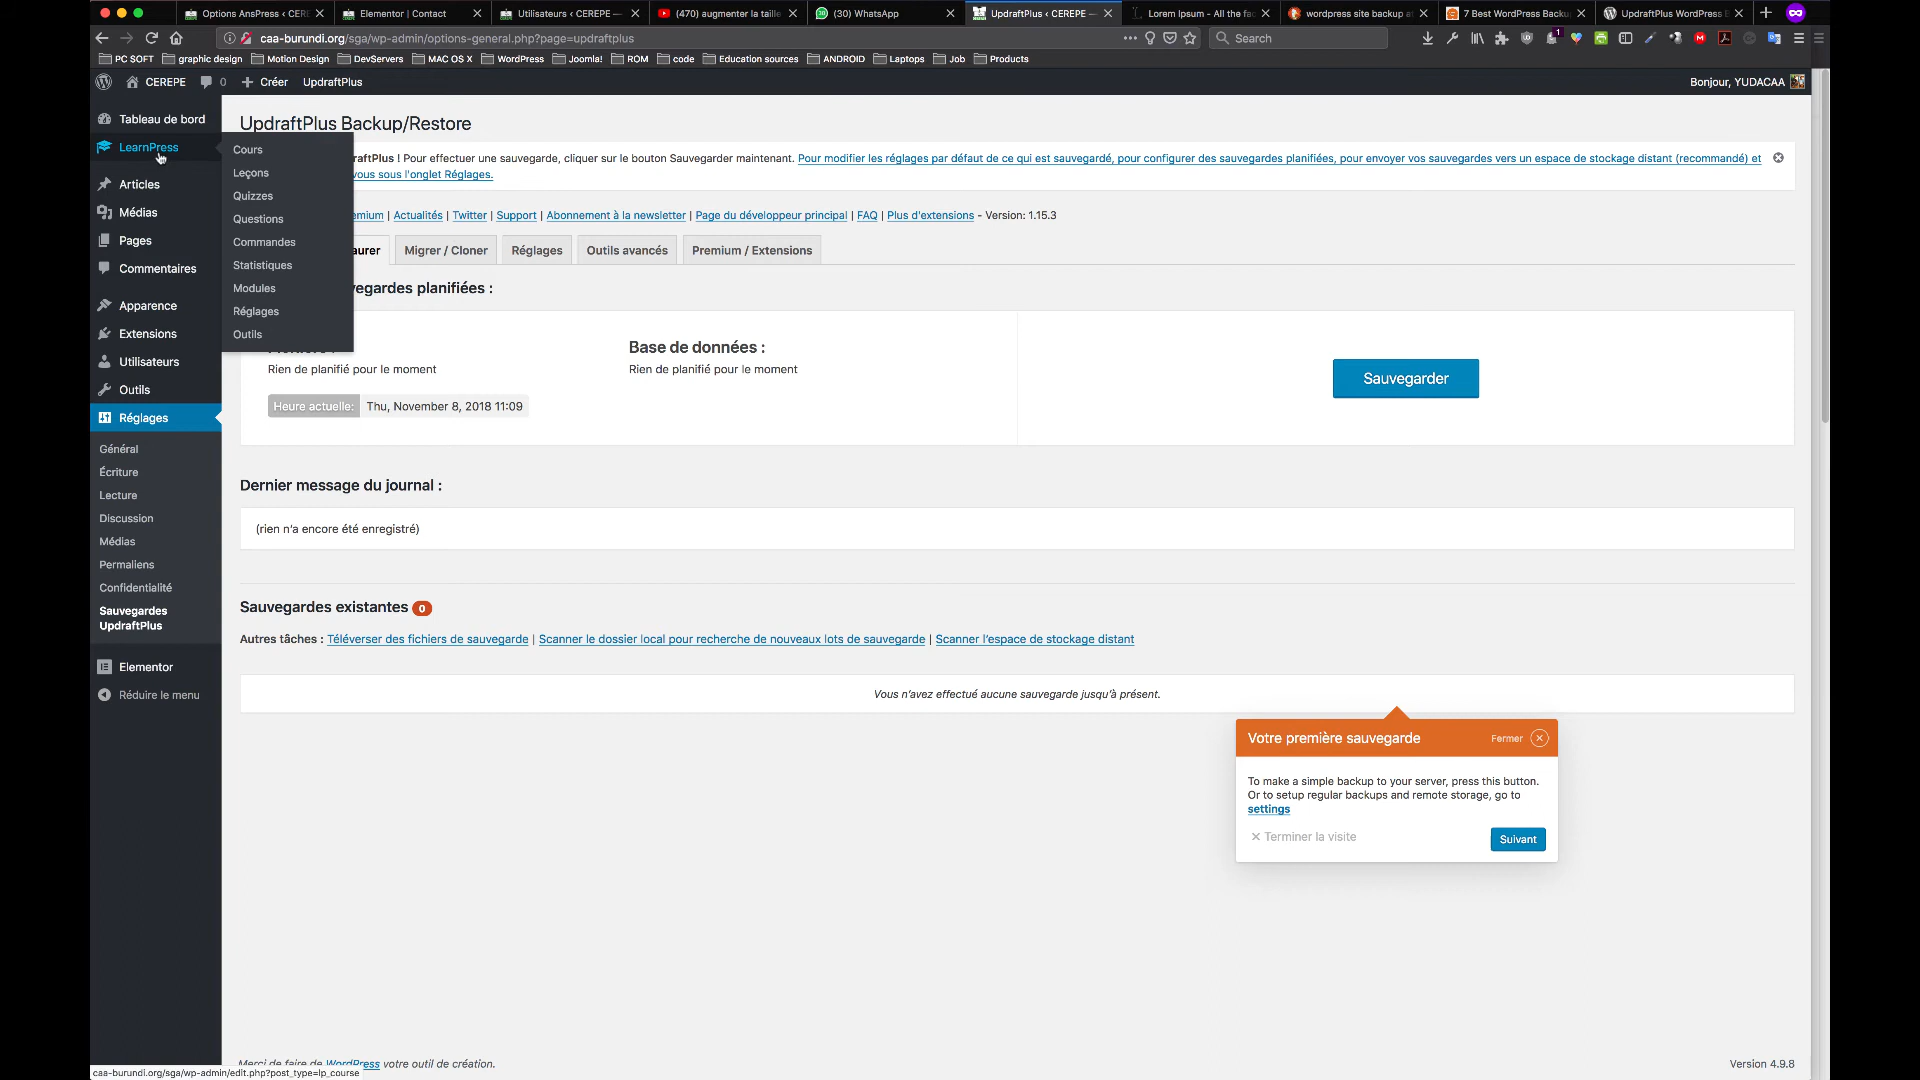 Options AnsPress ‹ CERE
Elementor | Contact
Utilisateurs ‹ CEREPE —
(470) augmenter la taille
(30) WhatsApp
UpdraftPlus ‹ CEREPE —
Lorem Ipsum - All the fac
wordpress site backup at
7 Best WordPress Backu
UpdraftPlus WordPress B
caa-burundi.org/sga/wp-admin/options-general.php?page=updraftplus
Search
1
PC SOFT
graphic design
Motion Design
DevServers
MAC OS X
WordPress
Joomla!
ROM
code
Education sources
ANDROID
Laptops
Job
Products
CEREPE
0
Créer
UpdraftPlus
Bonjour, YUDACAA
Tableau de bord
LearnPress
Articles
Médias
Pages
Commentaires
Apparence
Extensions
Utilisateurs
Outils
Réglages
Général
Écriture
Lecture
Discussion
Médias
Permaliens
Confidentialité
Sauvegardes
UpdraftPlus
Elementor
Réduire le menu
Cours
Leçons
Quizzes
Questions
Commandes
Statistiques
Modules
Réglages
Outils
UpdraftPlus Backup/Restore
raftPlus ! Pour effectuer une sauvegarde, cliquer sur le bouton Sauvegarder maintenant. Pour modifier les réglages par défaut de ce qui est sauvegardé, pour configurer des sauvegardes planifiées, pour envoyer vos sauvegardes vers un espace de stockage distant (recommandé) et
vous sous l'onglet Réglages.
emium | Actualités | Twitter | Support | Abonnement à la newsletter | Page du développeur principal | FAQ | Plus d'extensions - Version: 1.15.3
aurer
Migrer / Cloner
Réglages
Outils avancés
Premium / Extensions
vegardes planifiées :
Base de données :
Rien de planifié pour le moment
Rien de planifié pour le moment
Heure actuelle: Thu, November 8, 2018 11:09
Sauvegarder
Dernier message du journal :
(rien n'a encore été enregistré)
Sauvegardes existantes 0
Autres tâches : Téléverser des fichiers de sauvegarde | Scanner le dossier local pour recherche de nouveaux lots de sauvegarde | Scanner l'espace de stockage distant
Vous n'avez effectué aucune sauvegarde jusqu'à présent.
Votre première sauvegarde
Fermer
To make a simple backup to your server, press this button.
Or to setup regular backups and remote storage, go to
settings
Terminer la visite
Suivant
Merci de faire de WordPress votre outil de création.
Version 4.9.8
caa-burundi.org/sga/wp-admin/edit.php?post_type=lp_course